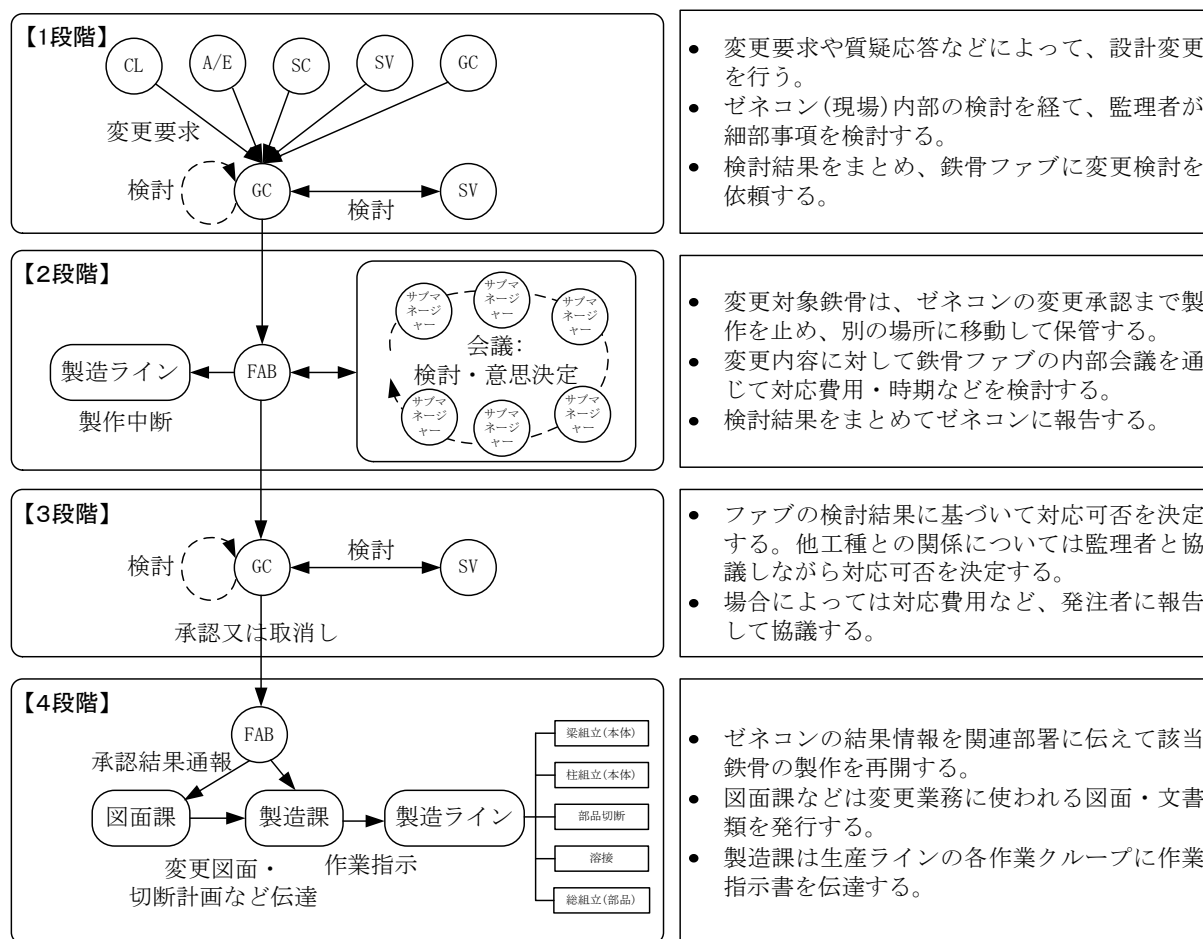 【1段階】
CL
A/E
SC
SV
GC
変更要求
検討
GC
検討
SV
● 変更要求や質疑応答などによって、設計変更
を行う。
● ゼネコン(現場)内部の検討を経て、監理者が
細部事項を検討する。
● 検討結果をまとめ、鉄骨ファブに変更検討を
依頼する。
【2段階】
製造ライン
製作中断
FAB
サブマ
ネージ
ャー
サブマ
ネージ
ャー
サブマ
ネージ
ャー
会議:
検討・意思決定
サブマ
ネージ
ャー
サブマ
ネージ
ャー
サブマ
ネージ
ャー
● 変更対象鉄骨は、ゼネコンの変更承認まで製
作を止め、別の場所に移動して保管する。
● 変更内容に対して鉄骨ファブの内部会議を通
じて対応費用・時期などを検討する。
● 検討結果をまとめてゼネコンに報告する。
【3段階】
検討
GC
検討
SV
承認又は取消し
● ファブの検討結果に基づいて対応可否を決定
する。他工種との関係については監理者と協
議しながら対応可否を決定する。
● 場合によっては対応費用など、発注者に報告
して協議する。
【4段階】
FAB
承認結果通報
図面課
製造課
製造ライン
変更図面・
切断計画など伝達
作業指示
梁組立(本体)
柱組立(本体)
部品切断
溶接
総組立(部品)
● ゼネコンの結果情報を関連部署に伝えて該当
鉄骨の製作を再開する。
● 図面課などは変更業務に使われる図面・文書
類を発行する。
● 製造課は生産ラインの各作業クループに作業
指示書を伝達する。